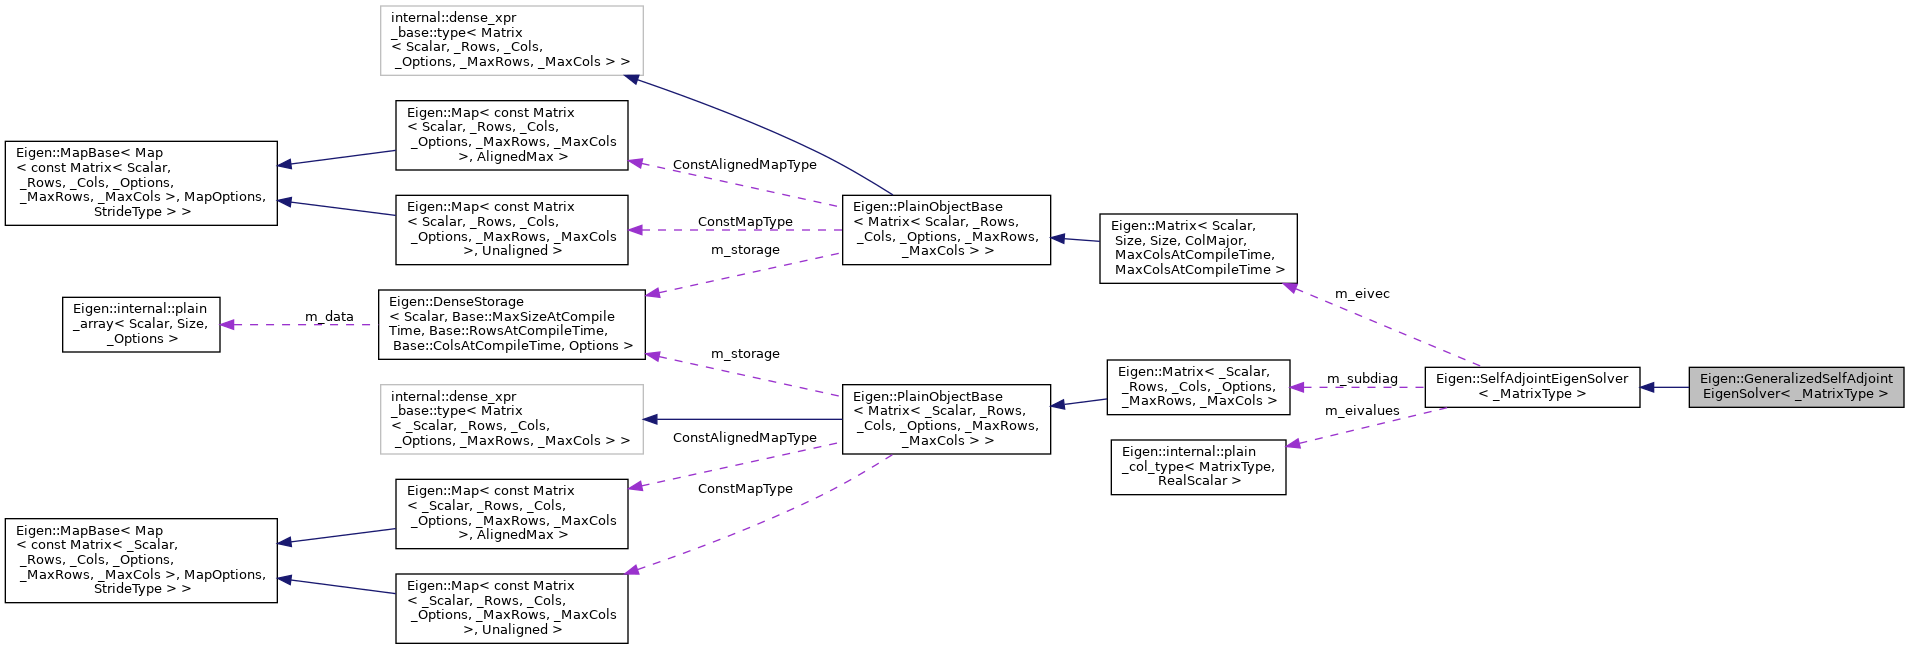 internal::dense_xpr
_base::type< Matrix
< Scalar, _Rows, _Cols,
_Options, _MaxRows, _MaxCols > >
Eigen::Map< const Matrix
< Scalar, _Rows, _Cols,
_Options, _MaxRows, _MaxCols
>, AlignedMax >
Eigen::MapBase< Map
< const Matrix< Scalar,
_Rows, _Cols, _Options,
_MaxRows, _MaxCols >, MapOptions,
StrideType > >
Eigen::Map< const Matrix
< Scalar, _Rows, _Cols,
_Options, _MaxRows, _MaxCols
>, Unaligned >
ConstAlignedMapType
ConstMapType
m_storage
Eigen::PlainObjectBase
< Matrix< Scalar, _Rows,
_Cols, _Options, _MaxRows,
_MaxCols > >
Eigen::Matrix< Scalar,
Size, Size, ColMajor,
MaxColsAtCompileTime,
MaxColsAtCompileTime >
m_eivec
Eigen::internal::plain
_array< Scalar, Size,
_Options >
m_data
Eigen::DenseStorage
< Scalar, Base::MaxSizeAtCompile
Time, Base::RowsAtCompileTime,
Base::ColsAtCompileTime, Options >
m_storage
internal::dense_xpr
_base::type< Matrix
< _Scalar, _Rows, _Cols,
_Options, _MaxRows, _MaxCols > >
ConstAlignedMapType
ConstMapType
Eigen::PlainObjectBase
< Matrix< _Scalar, _Rows,
_Cols, _Options, _MaxRows,
_MaxCols > >
Eigen::Matrix< _Scalar,
_Rows, _Cols, _Options,
_MaxRows, _MaxCols >
m_subdiag
m_eivalues
Eigen::SelfAdjointEigenSolver
< _MatrixType >
Eigen::GeneralizedSelfAdjoint
EigenSolver< _MatrixType >
Eigen::internal::plain
_col_type< MatrixType,
RealScalar >
Eigen::Map< const Matrix
< _Scalar, _Rows, _Cols,
_Options, _MaxRows, _MaxCols
>, AlignedMax >
Eigen::MapBase< Map
< const Matrix< _Scalar,
_Rows, _Cols, _Options,
_MaxRows, _MaxCols >, MapOptions,
StrideType > >
Eigen::Map< const Matrix
< _Scalar, _Rows, _Cols,
_Options, _MaxRows, _MaxCols
>, Unaligned >